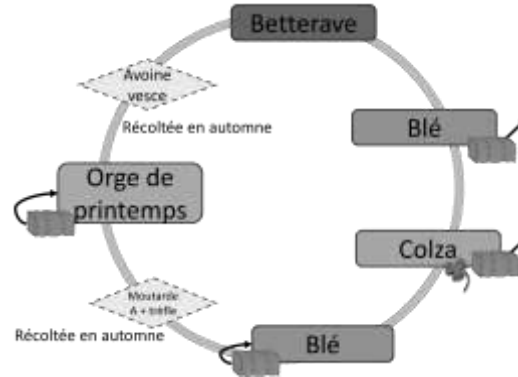 Betterave
Avoine
vesce
Récoltée en automne
Blé
Orge de
printemps
Colza
Moutarde
A + trèfle
Récoltée en automne
Blé